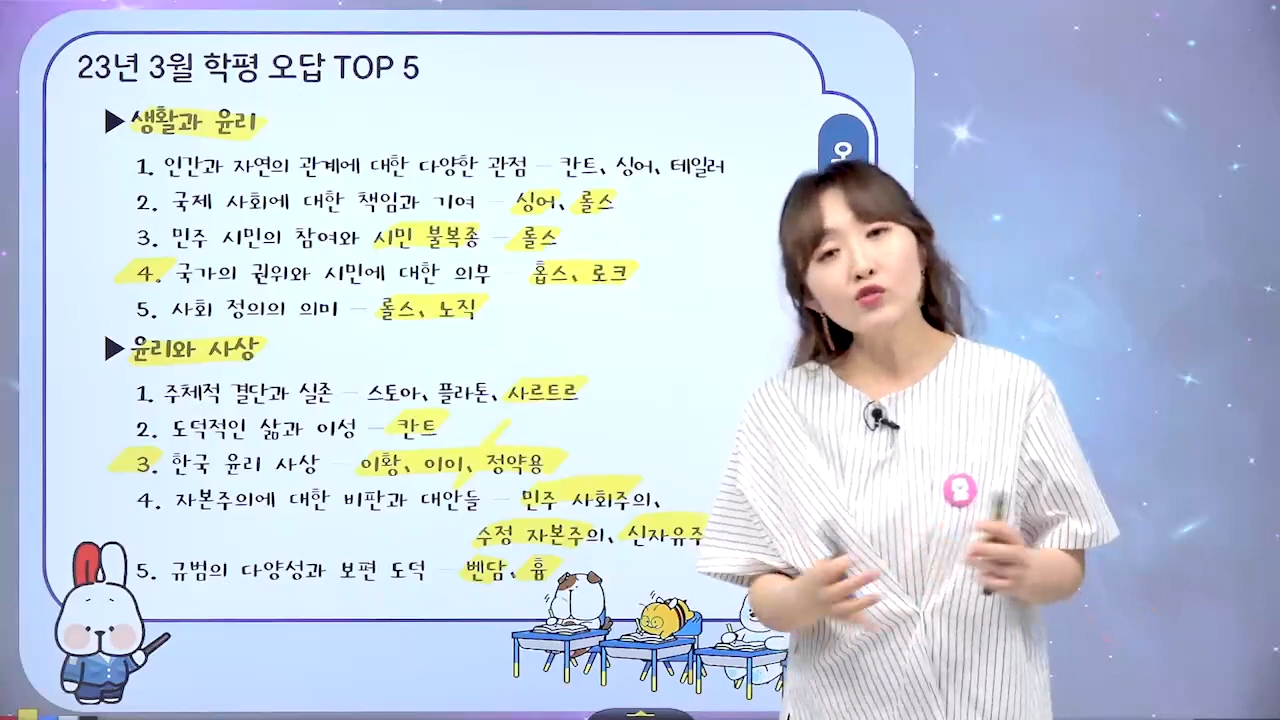 23년 3월 학평 오답 TOP 5
▶생활과 윤리
1. 인간과 자연의 관계에 대한 다양한 관점 – 칸트, 싱어, 테일러
2. 국제 사회에 대한 책임과 기여 – 싱어, 롤스
3. 민주 시민의 참여와 시민 불복종 – 롤스
4. 국가의 권위와 시민에 대한 의무 – 홉스, 로크
5. 사회 정의의 의미 – 롤스, 노직
▶윤리와 사상
1. 주체적 결단과 실존 – 스토아, 플라톤, 사르트르
2. 도덕적인 삶과 이성 – 칸트
3. 한국 윤리 사상 – 이황, 이이, 정약용
4. 자본주의에 대한 비판과 대안들 – 민주 사회주의,
수정 자본주의, 신자유주
5. 규범의 다양성과 보편 도덕 – 벤담, 흄
오